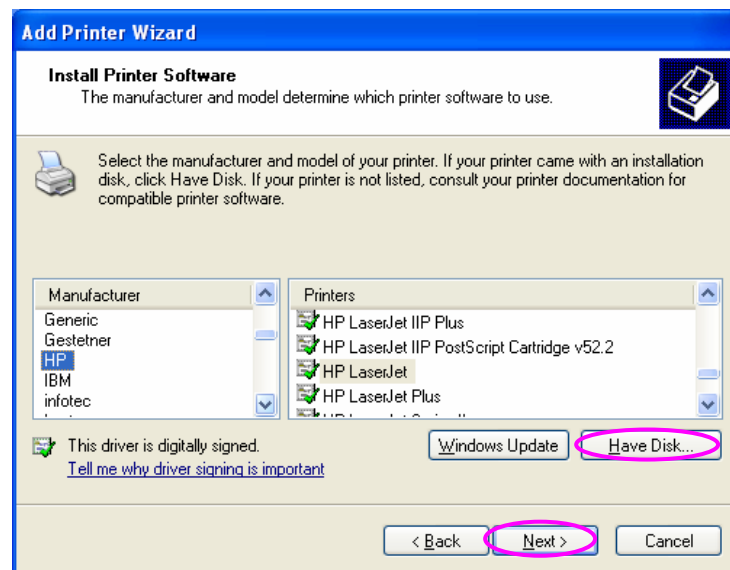 Add Printer Wizard
Install Printer Software
The manufacturer and model determine which printer software to use.
Select the manufacturer and model of your printer. If your printer came with an installation
disk, click Have Disk. If your printer is not listed, consult your printer documentation for
compatible printer software.
Manufacturer
Generic
Gestetner
HP
IBM
infotec
Printers
HP LaserJet IIP Plus
HP LaserJet IIP PostScript Cartridge v52.2
HP LaserJet
HP LaserJet Plus
This driver is digitally signed.
Tell me why driver signing is important
Windows Update
Have Disk...
< Back
Next >
Cancel